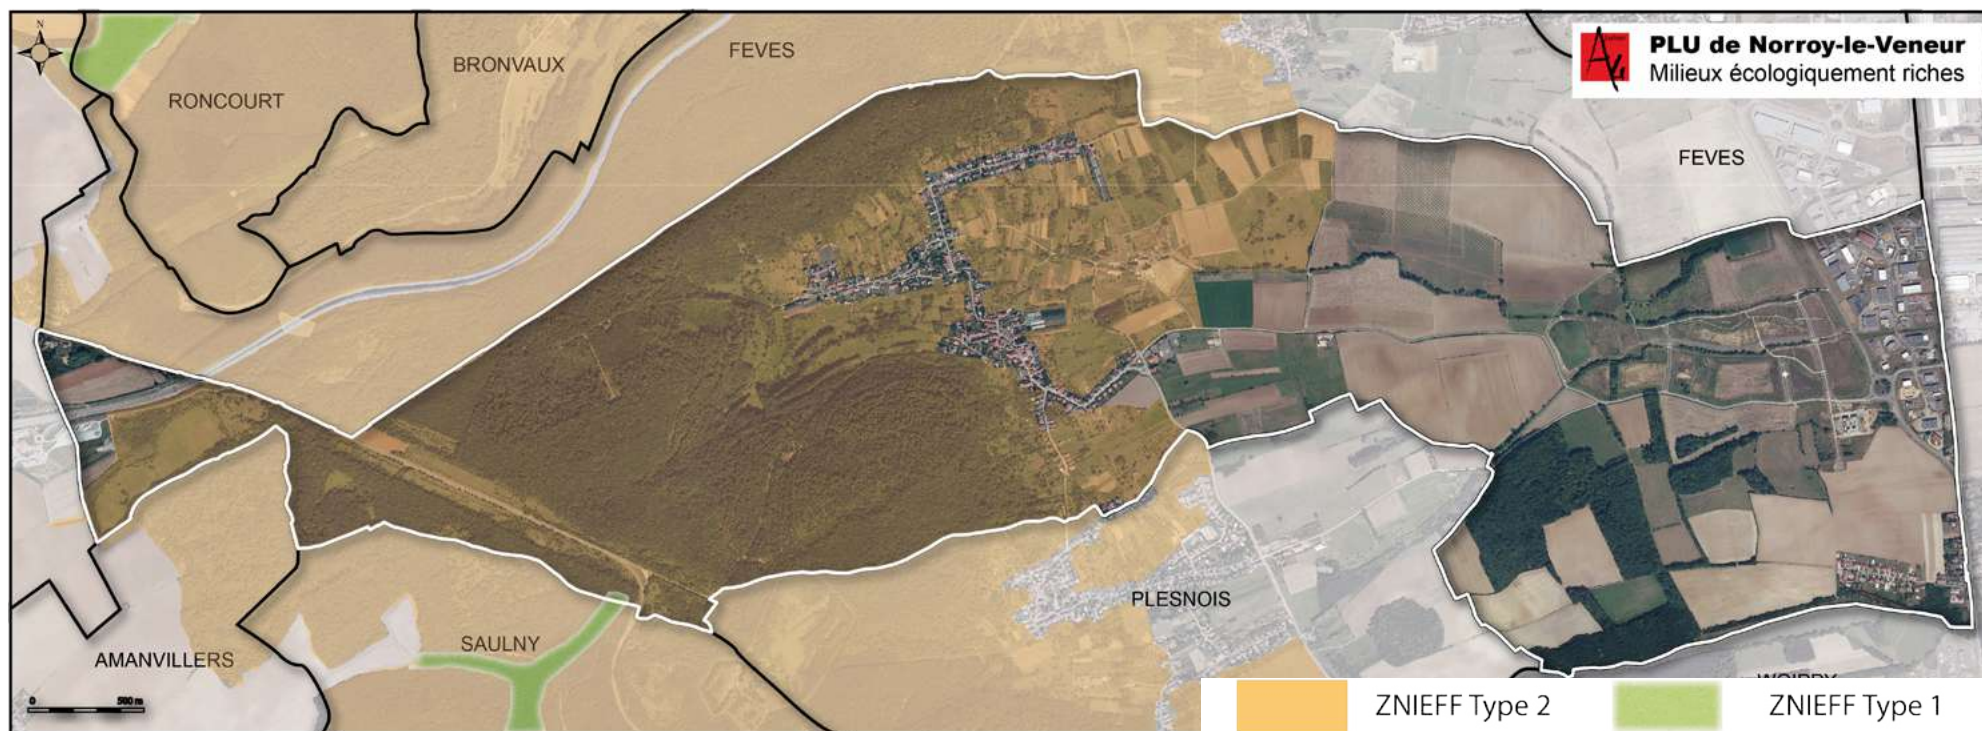 N
PLU de Norroy-le-Veneur
Milieux écologiquement riches
FEVES
BRONVAUX
RONCOURT
FEVES
PLESNOIS
SAULNY
AMANVILLERS
0 500 m
ZNIEFF Type 2
ZNIEFF Type 1